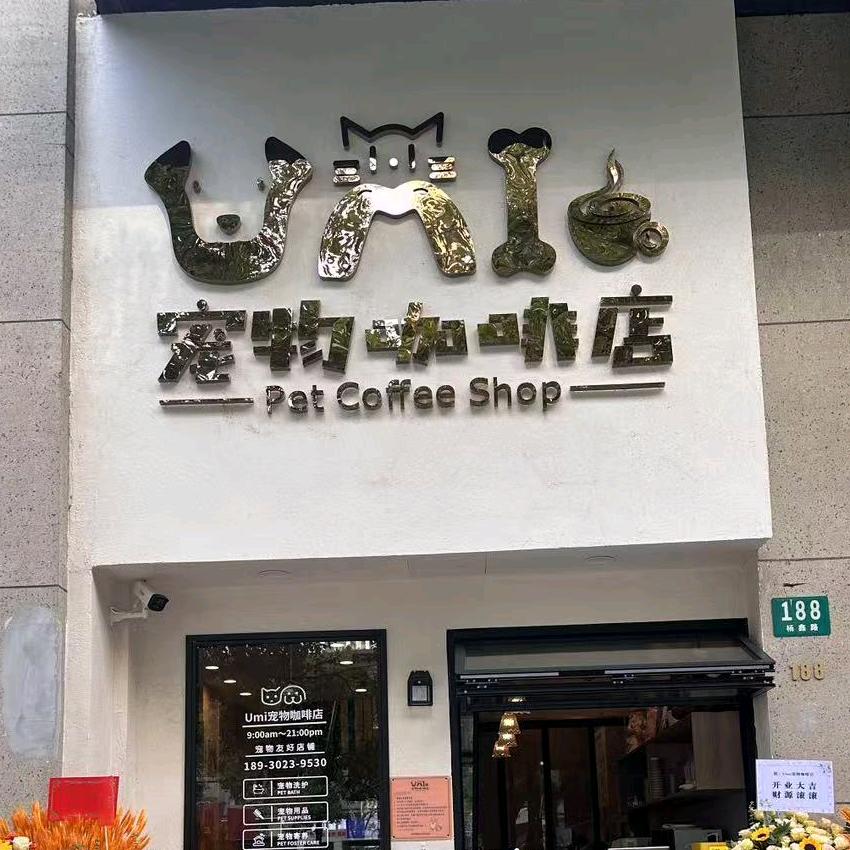 UMI
宠物咖啡店
Pet Coffee Shop
188
杨鑫路
188
Umi宠物咖啡店
9:00am～21:00pm
宠物友好店铺
189-3023-9530
宠物洗护
PET BATH
宠物用品
PET SUPPLIES
宠物寄养
PET FOSTER CARE
UMI
开业大吉
财源滚滚